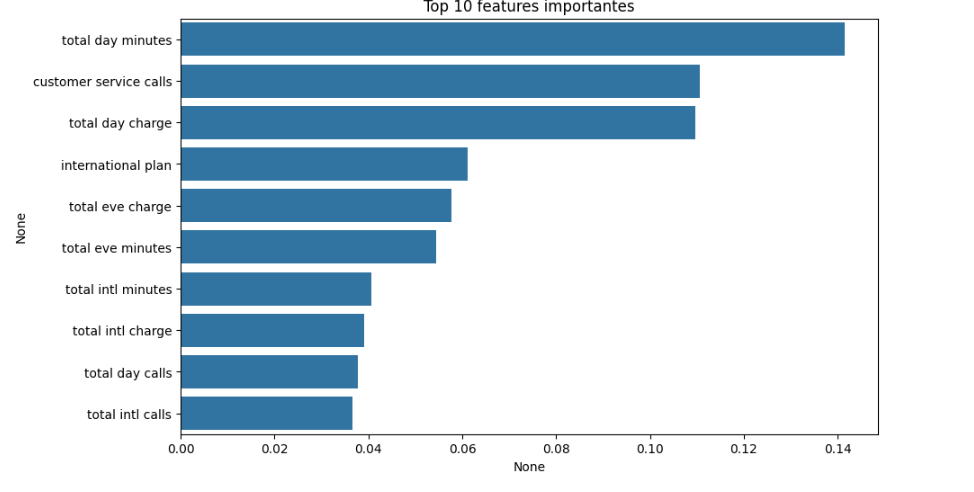 Top 10 features importantes
total day minutes
customer service calls
total day charge
international plan
total eve charge
total eve minutes
total intl minutes
total intl charge
total day calls
total intl calls
None
0.00 0.02 0.04 0.06 0.08 0.10 0.12 0.14
None